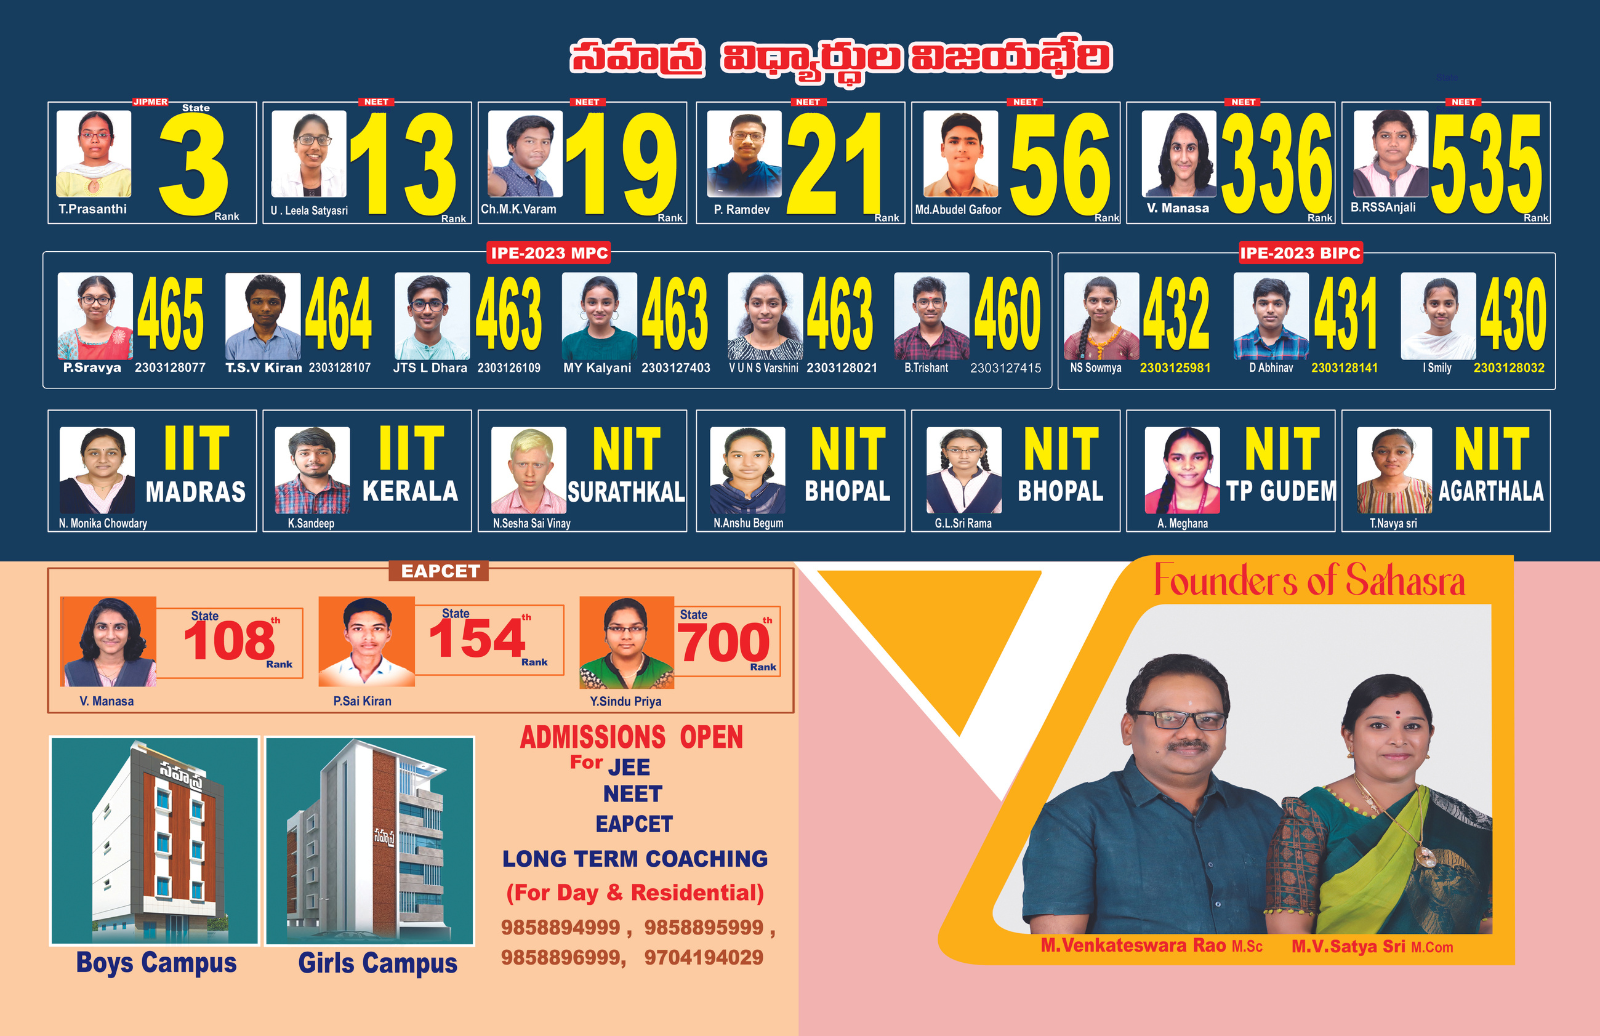 సహస్ర విధ్యార్ధుల విజయభేరి
JIPMER
State
3
Rank
T.Prasanthi
NEET
13
Rank
U . Leela Satyasri
NEET
19
Rank
Ch.M.K.Varam
NEET
21
Rank
P. Ramdev
NEET
56
Rank
Md.Abudel Gafoor
NEET
336
Rank
V. Manasa
NEET
535
Rank
B.RSSAnjali
IPE-2023 MPC
465
P.Sravya 2303128077
464
T.S.V Kiran 2303128107
463
JTS L Dhara 2303126109
463
MY Kalyani 2303127403
463
V U N S Varshini 2303128021
460
B.Trishant 2303127415
IPE-2023 BIPC
432
NS Sowmya 2303125981
431
D Abhinav 2303128141
430
I Smily 2303128032
IIT
MADRAS
N. Monika Chowdary
IIT
KERALA
K.Sandeep
NIT
SURATHKAL
N.Sesha Sai Vinay
NIT
BHOPAL
N.Anshu Begum
NIT
BHOPAL
G.L.Sri Rama
NIT
TP GUDEM
A. Meghana
NIT
AGARTHALA
T.Navya sri
EAPCET
State
108th
Rank
V. Manasa
State
154th
Rank
P.Sai Kiran
State
700th
Rank
Y.Sindu Priya
సహస్ర
Boys Campus
సహస్ర
Girls Campus
ADMISSIONS OPEN
For JEE
NEET
EAPCET
LONG TERM COACHING
(For Day & Residential)
9858894999 , 9858895999 ,
9858896999, 9704194029
Founders of Sahasra
M.Venkateswara Rao M.Sc
M.V.Satya Sri M.Com